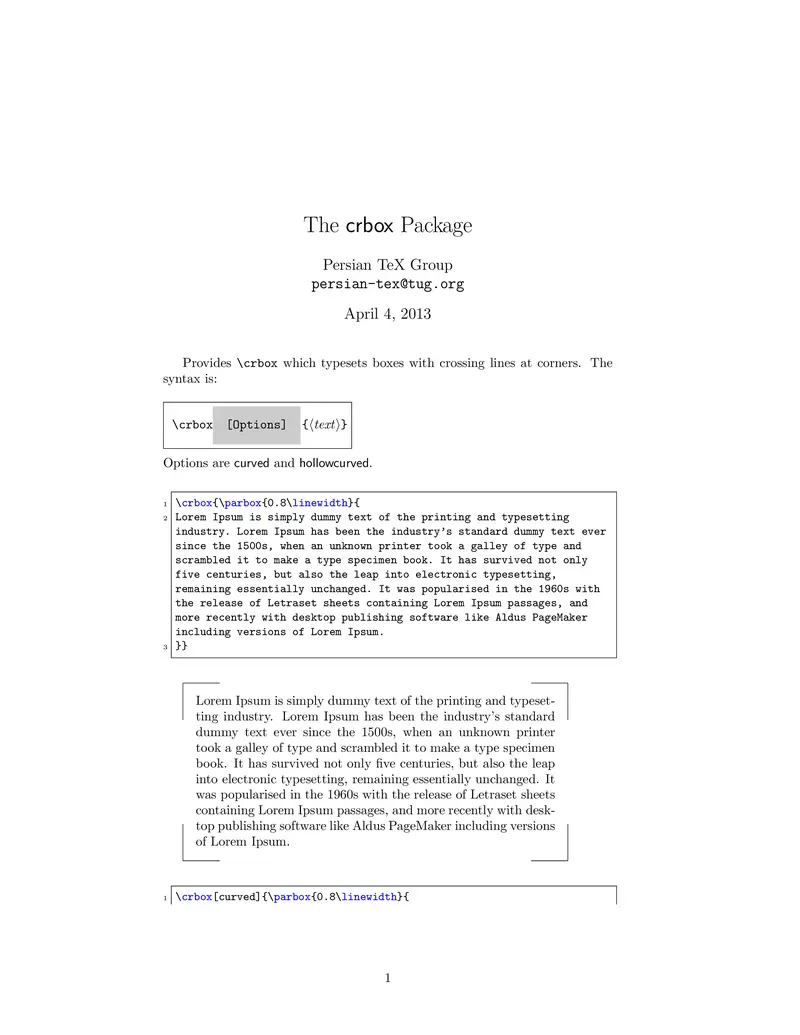 The crbox Package
Persian TeX Group
persian-tex@tug.org
April 4, 2013
Provides \crbox which typesets boxes with crossing lines at corners. The
syntax is:
\crbox [Options] {⟨text⟩}
Options are curved and hollowcurved.
1 \crbox{\parbox{0.8\linewidth}{
2 Lorem Ipsum is simply dummy text of the printing and typesetting
industry. Lorem Ipsum has been the industry’s standard dummy text ever
since the 1500s, when an unknown printer took a galley of type and
scrambled it to make a type specimen book. It has survived not only
five centuries, but also the leap into electronic typesetting,
remaining essentially unchanged. It was popularised in the 1960s with
the release of Letraset sheets containing Lorem Ipsum passages, and
more recently with desktop publishing software like Aldus PageMaker
including versions of Lorem Ipsum.
3 }}
Lorem Ipsum is simply dummy text of the printing and typeset-
ting industry. Lorem Ipsum has been the industry’s standard
dummy text ever since the 1500s, when an unknown printer
took a galley of type and scrambled it to make a type specimen
book. It has survived not only five centuries, but also the leap
into electronic typesetting, remaining essentially unchanged. It
was popularised in the 1960s with the release of Letraset sheets
containing Lorem Ipsum passages, and more recently with desk-
top publishing software like Aldus PageMaker including versions
of Lorem Ipsum.
1 \crbox[curved]{\parbox{0.8\linewidth}{
1